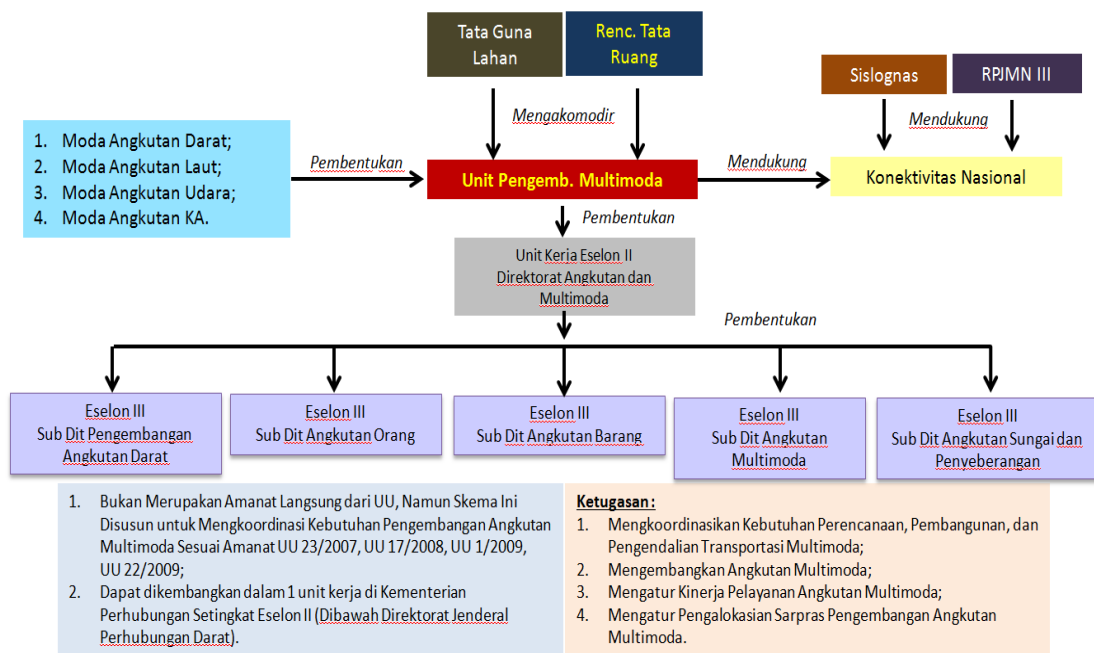 Tata Guna
Lahan
Renc. Tata
Ruang
Sislognas
RPJMN III
Mengakomodir
Mendukung
1. Moda Angkutan Darat;
2. Moda Angkutan Laut;
3. Moda Angkutan Udara;
4. Moda Angkutan KA.
Pembentukan
Unit Pengemb. Multimoda
Mendukung
Konektivitas Nasional
Pembentukan
Unit Kerja Eselon II
Direktorat Angkutan dan
Multimoda
Pembentukan
Eselon III
Sub Dit Pengembangan
Angkutan Darat
Eselon III
Sub Dit Angkutan Orang
Eselon III
Sub Dit Angkutan Barang
Eselon III
Sub Dit Angkutan
Multimoda
Eselon III
Sub Dit Angkutan Sungai dan
Penyeberangan
1. Bukan Merupakan Amanat Langsung dari UU, Namun Skema Ini
Disusun untuk Mengkoordinasi Kebutuhan Pengembangan Angkutan
Multimoda Sesuai Amanat UU 23/2007, UU 17/2008, UU 1/2009,
UU 22/2009;
2. Dapat dikembangkan dalam 1 unit kerja di Kementerian
Perhubungan Setingkat Eselon II (Dibawah Direktorat Jenderal
Perhubungan Darat).
Ketugasan :
1. Mengkoordinasikan Kebutuhan Perencanaan, Pembangunan, dan
Pengendalian Transportasi Multimoda;
2. Mengembangkan Angkutan Multimoda;
3. Mengatur Kinerja Pelayanan Angkutan Multimoda;
4. Mengatur Pengalokasian Sarpras Pengembangan Angkutan
Multimoda.